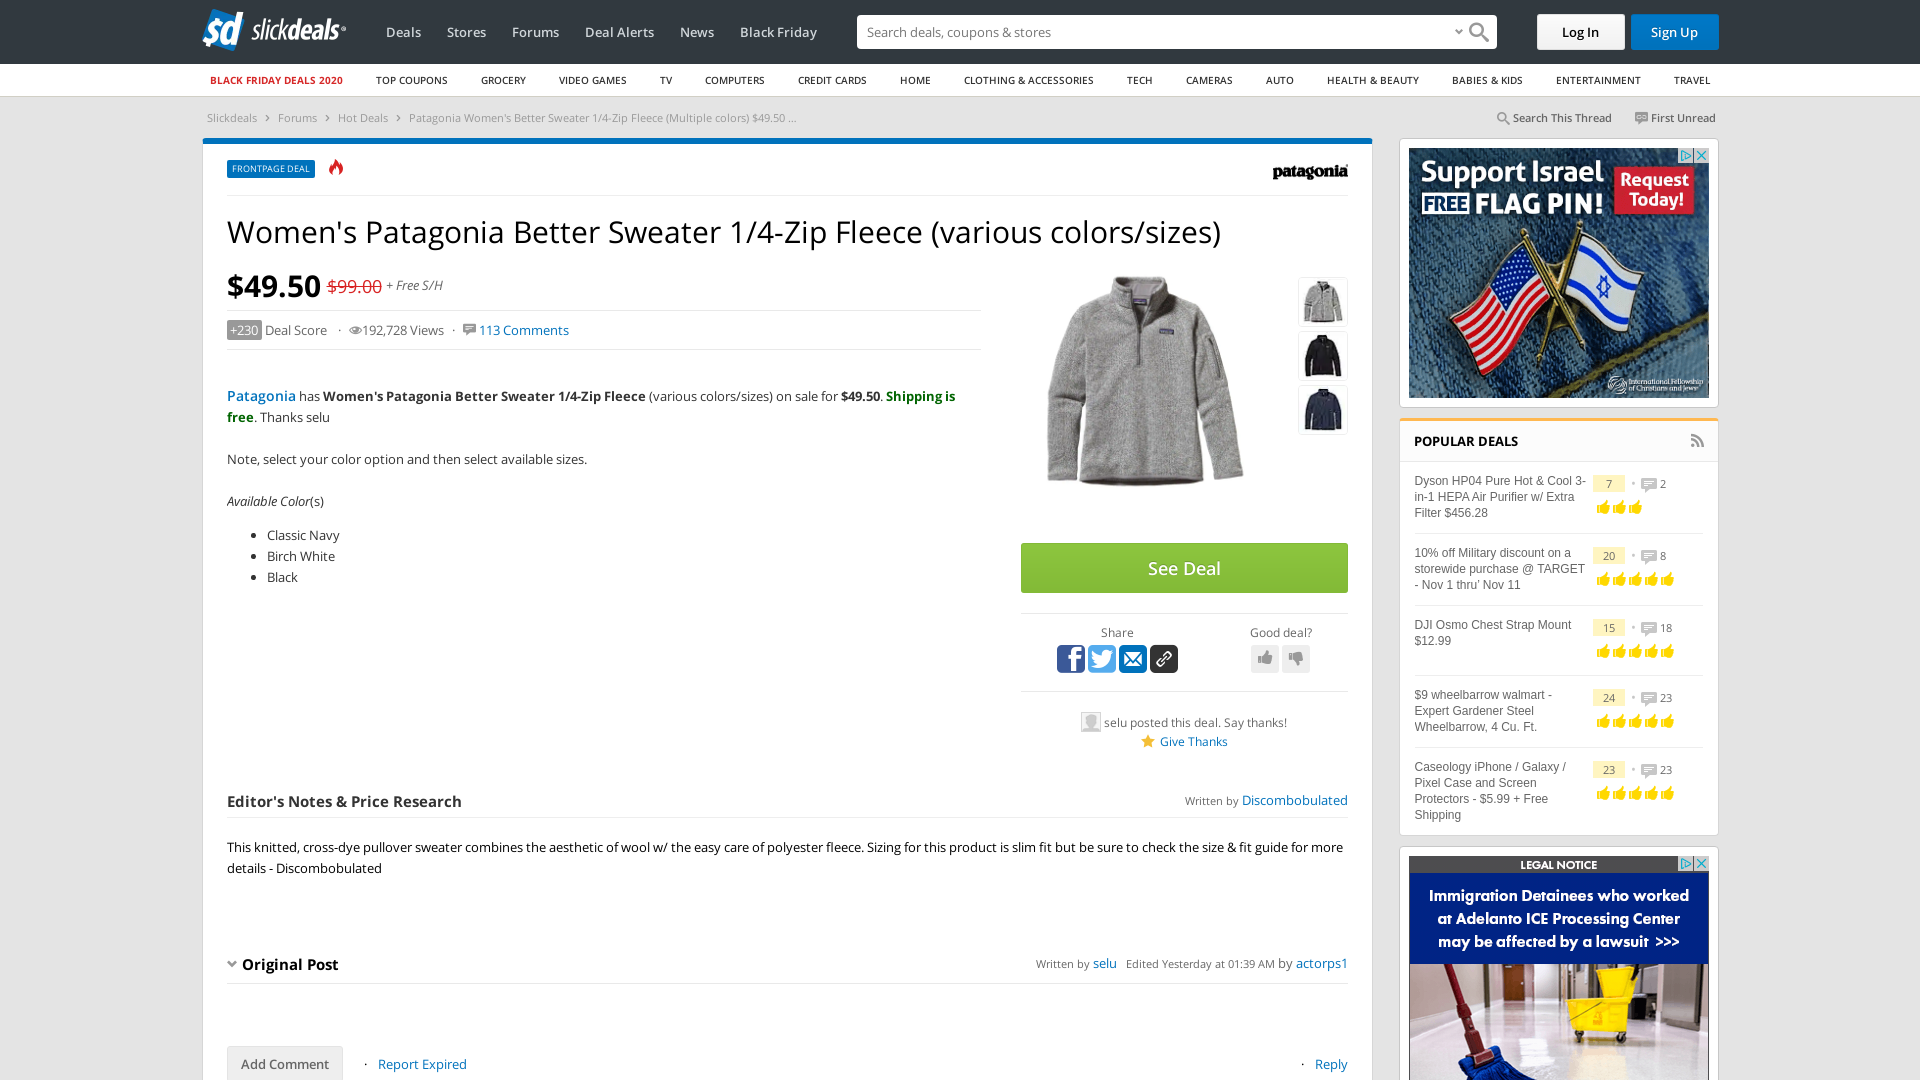 slickdeals
Deals
Stores
Forums
Deal Alerts
News
Black Friday
Search deals, coupons & stores
Log In
Sign Up
BLACK FRIDAY DEALS 2020
TOP COUPONS
GROCERY
VIDEO GAMES
TV
COMPUTERS
CREDIT CARDS
HOME
CLOTHING & ACCESSORIES
TECH
CAMERAS
AUTO
HEALTH & BEAUTY
BABIES & KIDS
ENTERTAINMENT
TRAVEL
Slickdeals > Forums > Hot Deals > Patagonia Women's Better Sweater 1/4-Zip Fleece (Multiple colors) $49.50 ...
Search This Thread
First Unread
FRONTPAGE DEAL
patagonia
Women's Patagonia Better Sweater 1/4-Zip Fleece (various colors/sizes)
$49.50 $99.00 + Free S/H
+230 Deal Score · 192,728 Views · 113 Comments
Patagonia has Women's Patagonia Better Sweater 1/4-Zip Fleece (various colors/sizes) on sale for $49.50. Shipping is
free. Thanks selu
Note, select your color option and then select available sizes.
Available Color(s)
Classic Navy
Birch White
Black
See Deal
Share
Good deal?
selu posted this deal. Say thanks!
Give Thanks
Editor's Notes & Price Research
Written by Discombobulated
This knitted, cross-dye pullover sweater combines the aesthetic of wool w/ the easy care of polyester fleece. Sizing for this product is slim fit but be sure to check the size & fit guide for more
details - Discombobulated
Original Post
Written by selu Edited Yesterday at 01:39 AM by actorps1
Add Comment
· Report Expired
· Reply
Support Israel
FREE FLAG PIN!
Request
Today!
International Fellowship
of Christians and Jews
POPULAR DEALS
Dyson HP04 Pure Hot & Cool 3-
in-1 HEPA Air Purifier w/ Extra
Filter $456.28
7 • 2
10% off Military discount on a
storewide purchase @ TARGET
- Nov 1 thru' Nov 11
20 • 8
DJI Osmo Chest Strap Mount
$12.99
15 • 18
$9 wheelbarrow walmart -
Expert Gardener Steel
Wheelbarrow, 4 Cu. Ft.
24 • 23
Caseology iPhone / Galaxy /
Pixel Case and Screen
Protectors - $5.99 + Free
Shipping
23 • 23
LEGAL NOTICE
Immigration Detainees who worked
at Adelanto ICE Processing Center
may be affected by a lawsuit >>>